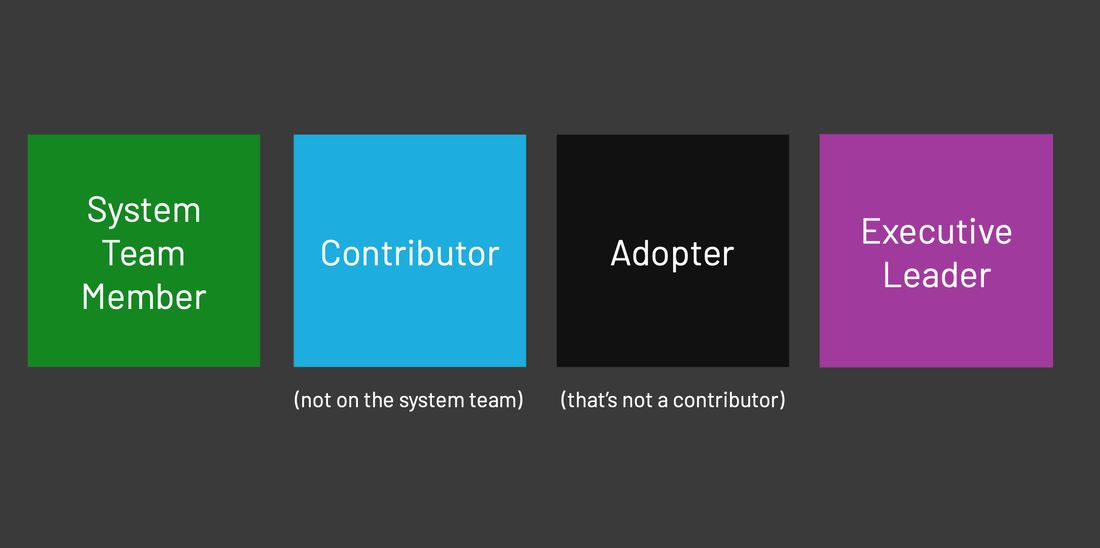 System
Team
Member
Contributor
(not on the system team)
Adopter
(that’s not a contributor)
Executive
Leader